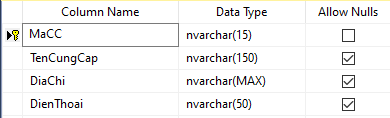 Column Name Data Type Allow Nulls
MaCC nvarchar(15)
TenCungCap nvarchar(150)
DiaChi nvarchar(MAX)
DienThoai nvarchar(50)